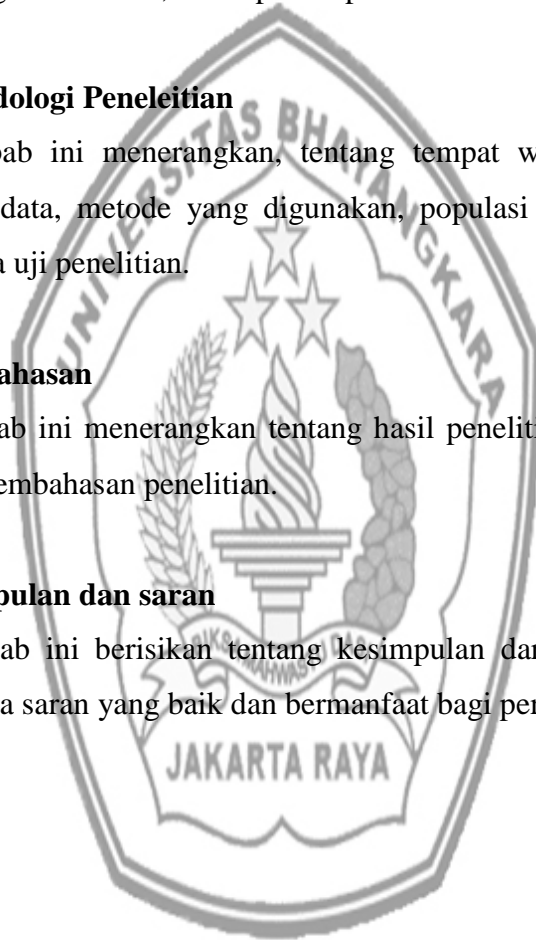 dologi Peneleitian
bab ini menerangkan, tentang tempat w
data, metode yang digunakan, populasi
a uji penelitian.
ahasan
ab ini menerangkan tentang hasil peneliti
embahasan penelitian.
pulan dan saran
ab ini berisikan tentang kesimpulan dan
a saran yang baik dan bermanfaat bagi per
UNIVERSITAS BHAYANGKARA
JAKARTA RAYA